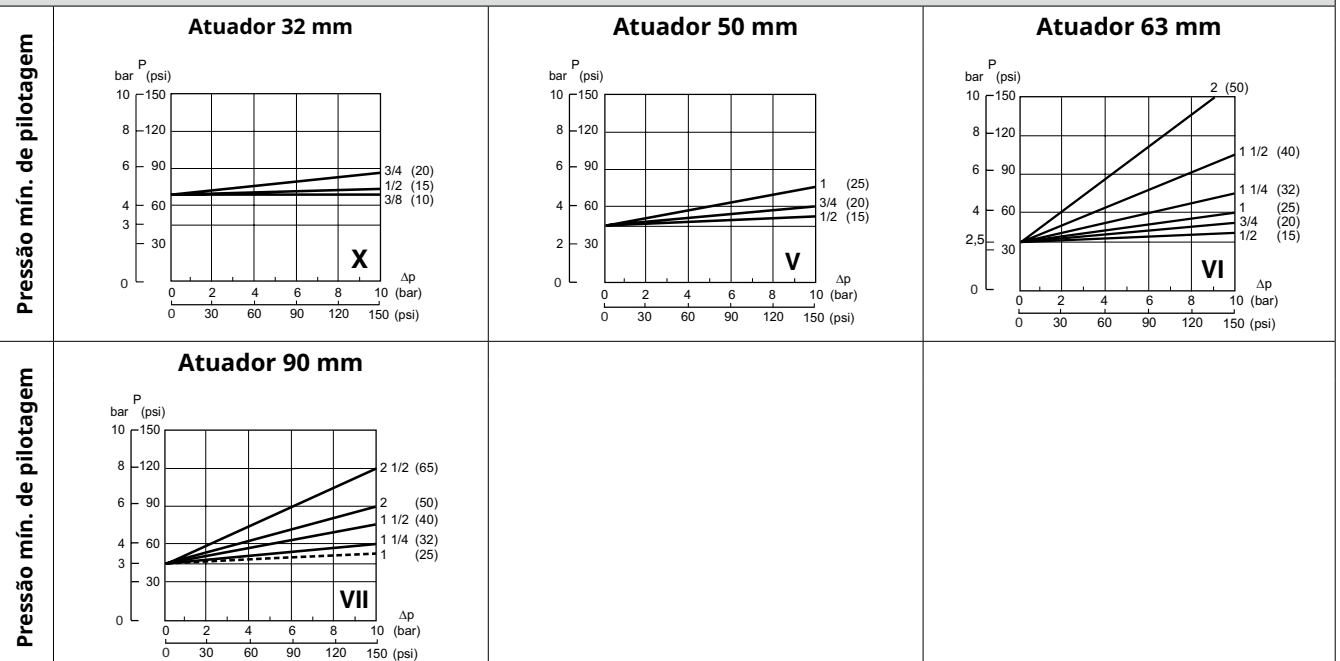 Pressão mín. de pilotagem
Atuador 32 mm
P
bar (psi)
10 150
8 120
6 90
4 60
3
30
0
3/4 (20)
1/2 (15)
3/8 (10)
X
Δp
0 2 4 6 8 10 (bar)
0 30 60 90 120 150 (psi)
Atuador 50 mm
P
bar (psi)
10 150
8 120
6 90
4 60
2 30
0
1 (25)
3/4 (20)
1/2 (15)
V
Δp
0 2 4 6 8 10 (bar)
0 30 60 90 120 150 (psi)
Atuador 63 mm
P
bar (psi)
10 150
8 120
6 90
4 60
2,5 30
0
2 (50)
1 1/2 (40)
1 1/4 (32)
1 (25)
3/4 (20)
1/2 (15)
VI
Δp
0 2 4 6 8 10 (bar)
0 30 60 90 120 150 (psi)
Pressão mín. de pilotagem
Atuador 90 mm
P
bar (psi)
10 150
8 120
6 90
4 60
3
30
0
2 1/2 (65)
2 (50)
1 1/2 (40)
1 1/4 (32)
1 (25)
VII
Δp
0 2 4 6 8 10 (bar)
0 30 60 90 120 150 (psi)